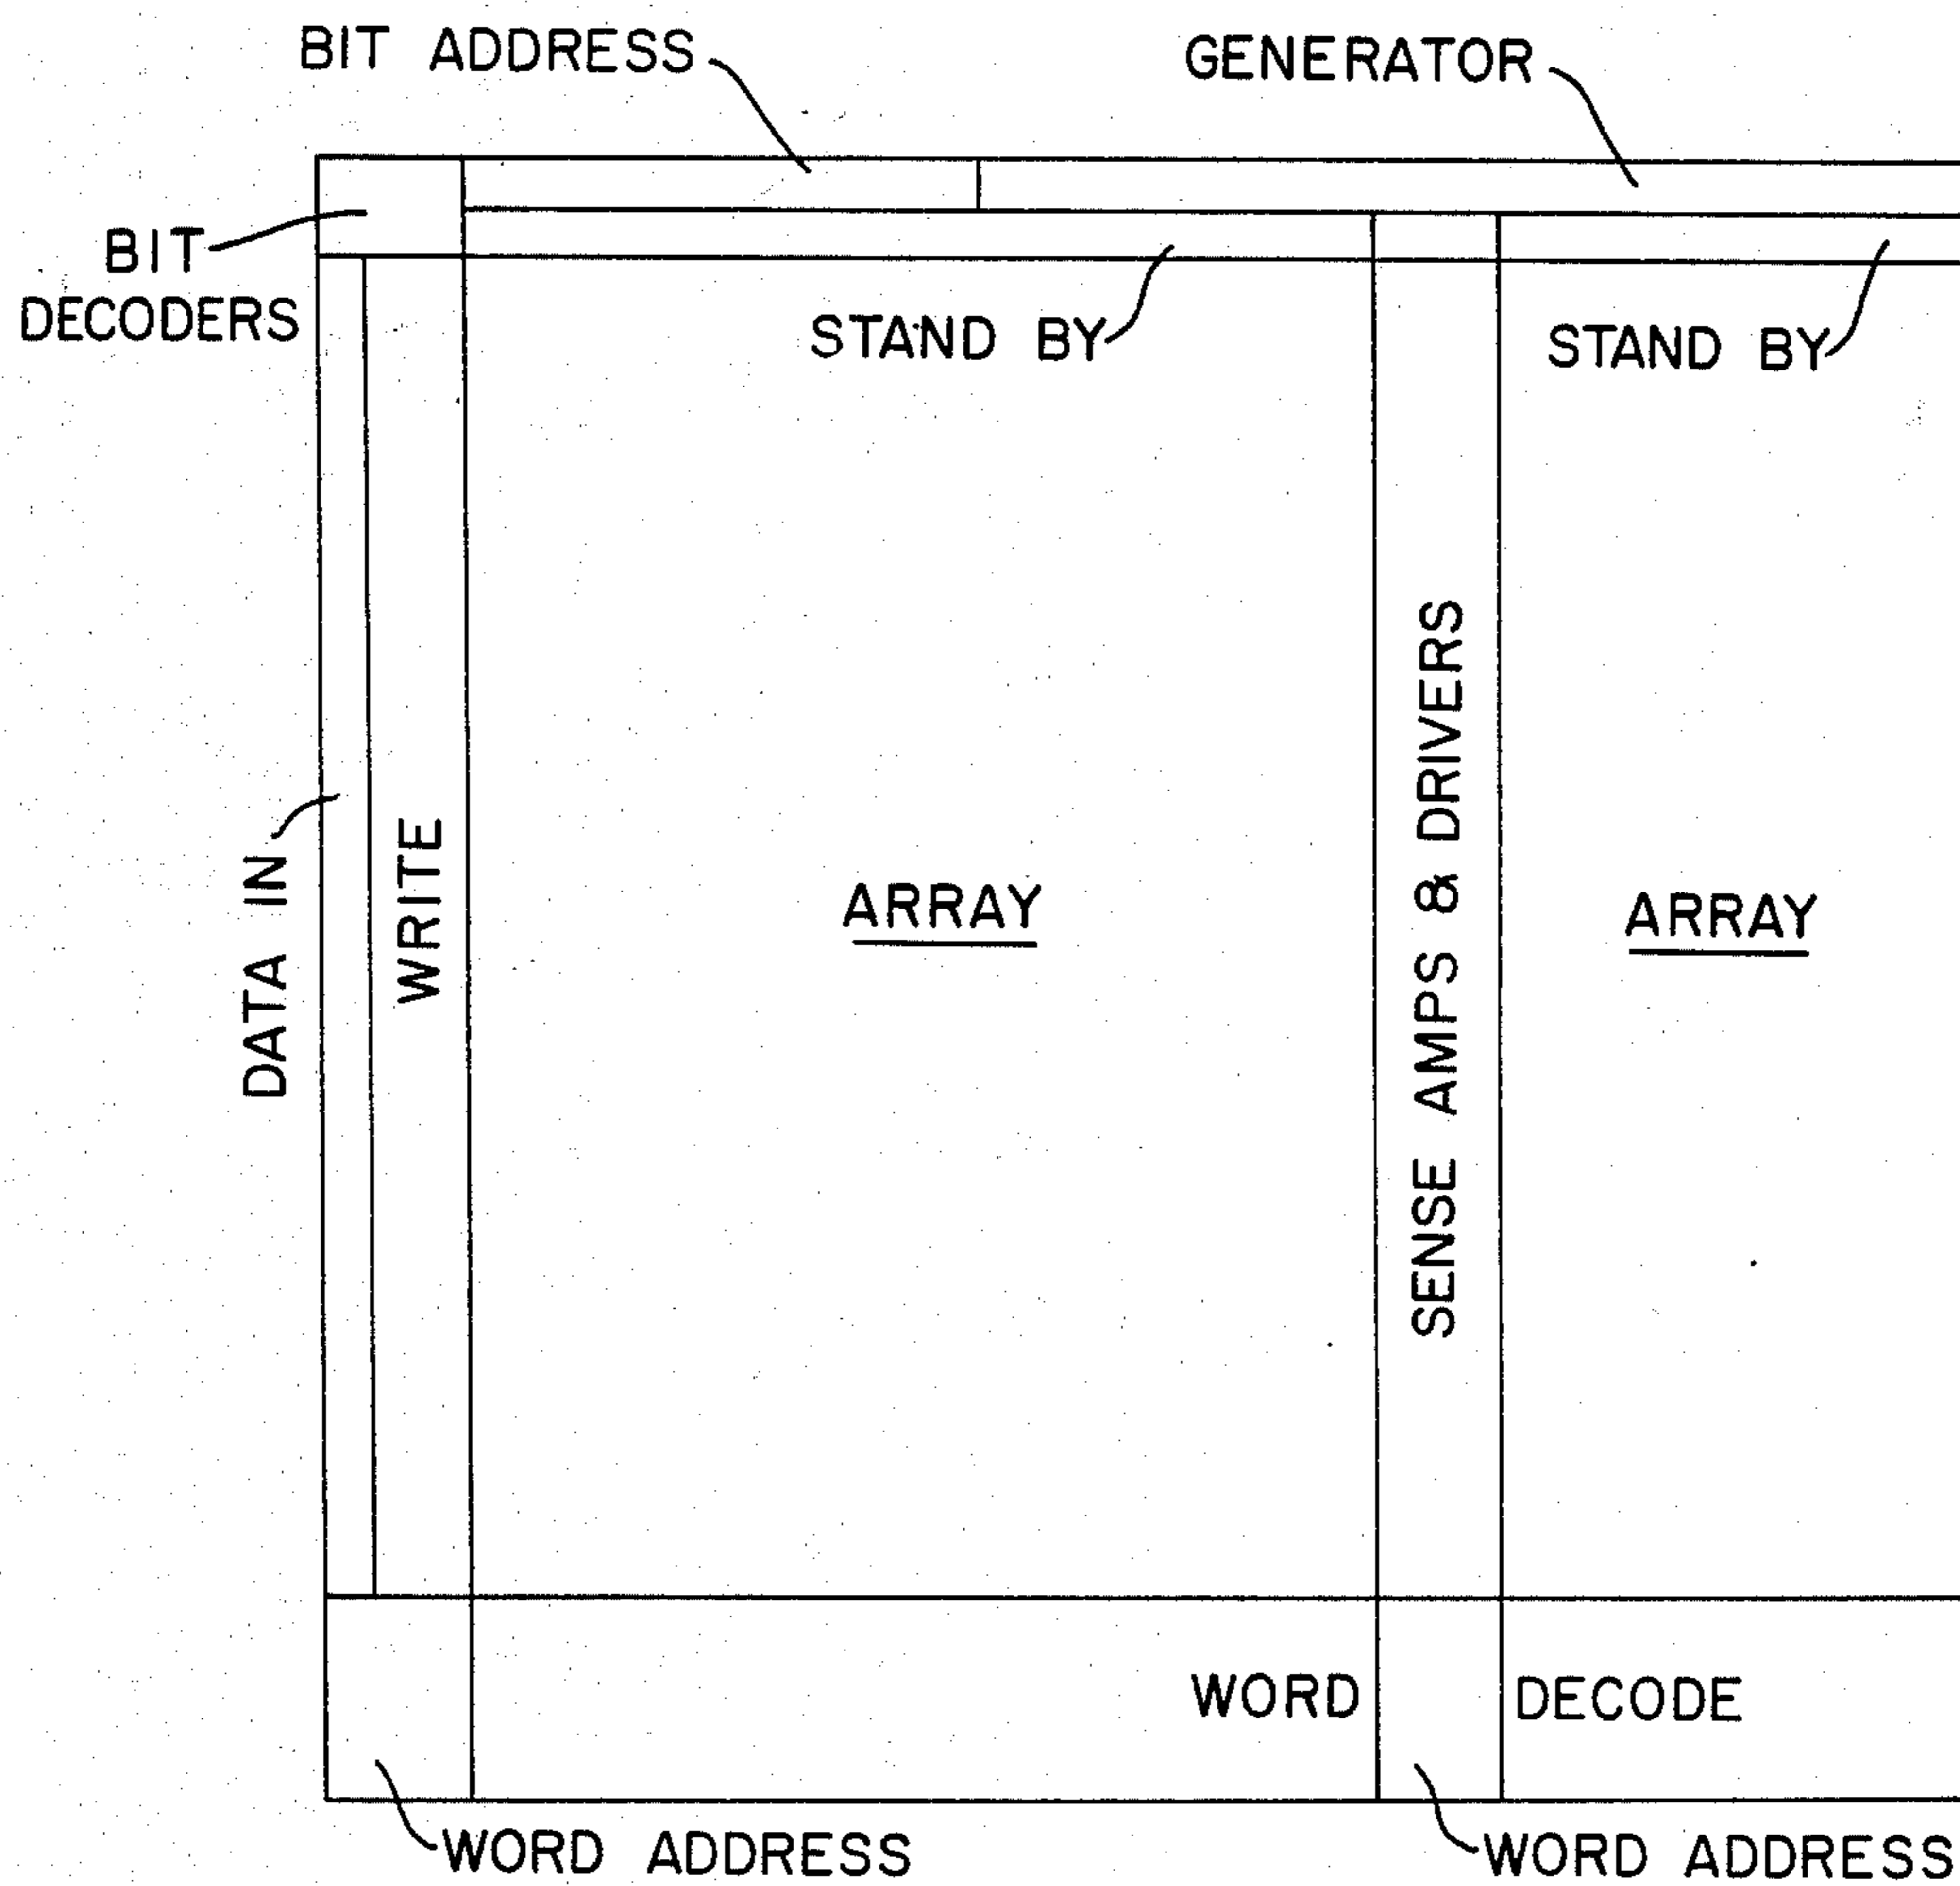 BIT ADDRESS
GENERATOR
BIT
DECODERS
STAND BY
STAND BY
DATA IN
WRITE
ARRAY
SENSE AMPS & DRIVERS
ARRAY
WORD
DECODE
WORD ADDRESS
WORD ADDRESS